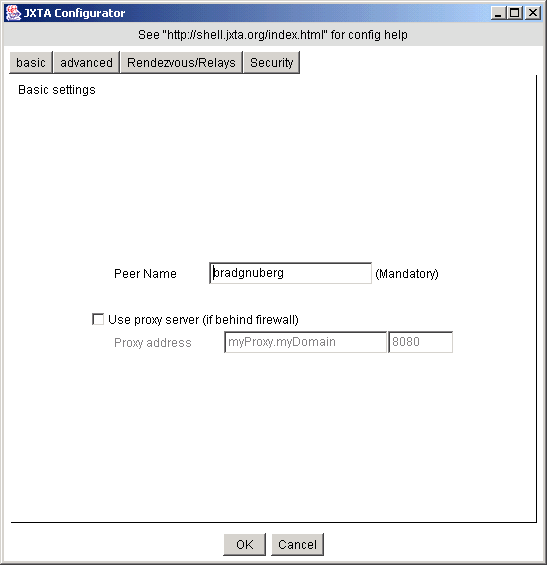 JXTA Configurator
See "http://shell.jxta.org/index.html" for config help
basic advanced Rendezvous/Relays Security
Basic settings
Peer Name bradgnuberg (Mandatory)
Use proxy server (if behind firewall)
Proxy address myProxy.myDomain 8080
OK Cancel